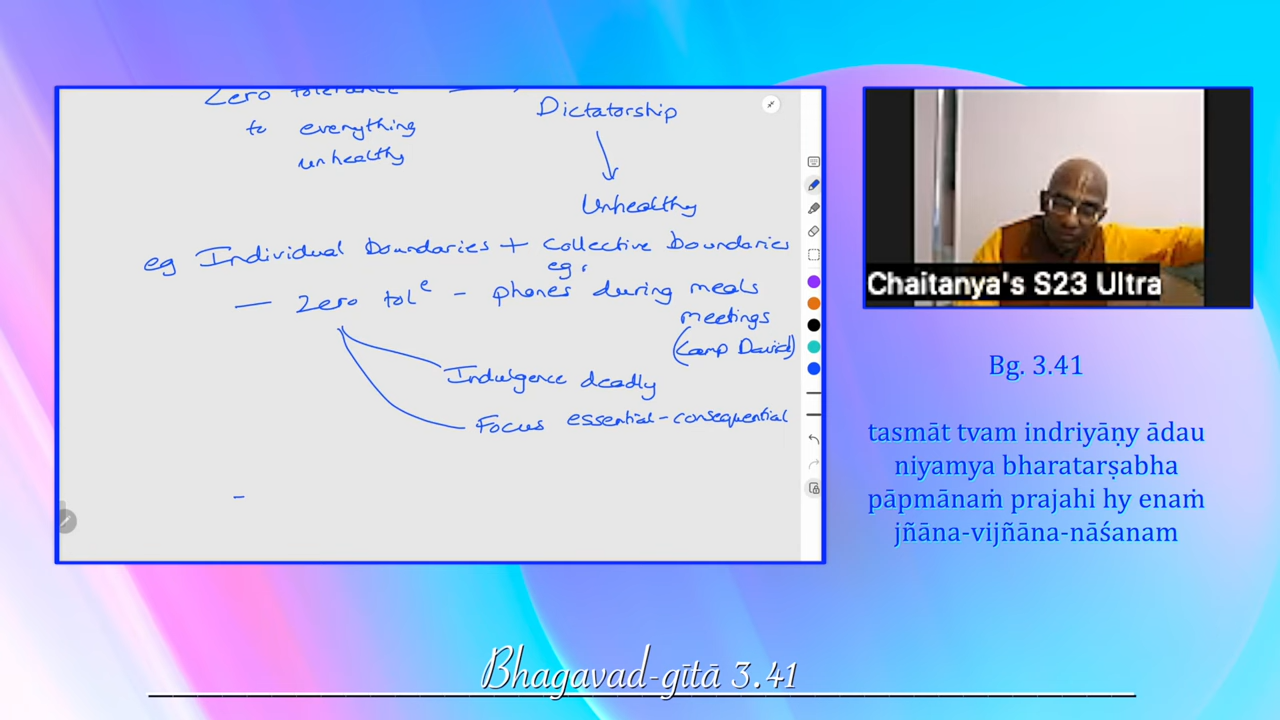 Zero tolerance
Dictatorship
to everything
unhealthy
Unhealthy
eg Individual boundaries + collective boundaries
eg.
— Zero tolᵉ - phones during meals
meetings
(Camp David)
Indulgence deadly
Focus essential-consequential
-
Chaitanya's S23 Ultra
Bg. 3.41
tasmāt tvam indriyāṇy ādau
niyamya bharatarṣabha
pāpmānaṁ prajahi hy enaṁ
jñāna-vijñāna-nāśanam
Bhagavad-gītā 3.41